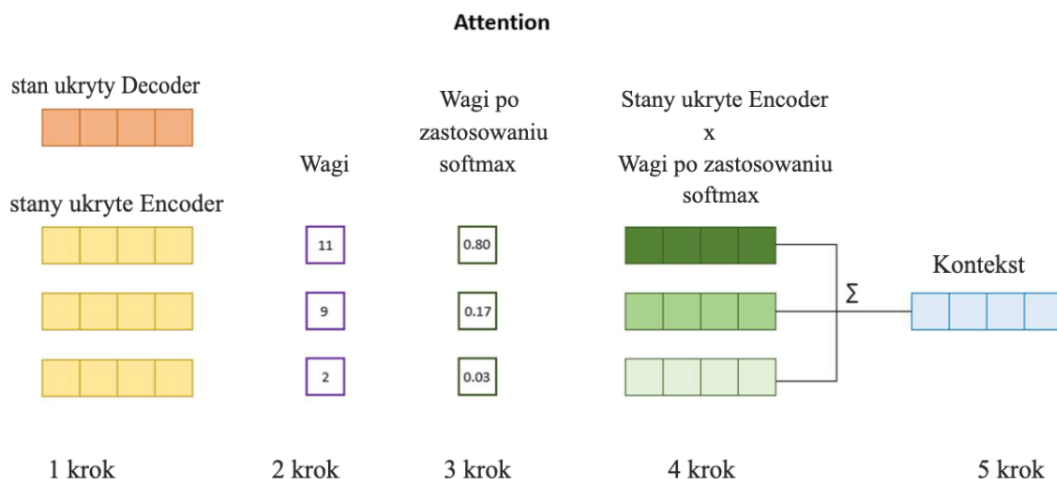 Attention
stan ukryty Decoder
stany ukryte Encoder
Wagi
11
9
2
Wagi po
zastosowaniu
softmax
0.80
0.17
0.03
Stany ukryte Encoder
x
Wagi po zastosowaniu
softmax
Σ
Kontekst
1 krok
2 krok
3 krok
4 krok
5 krok